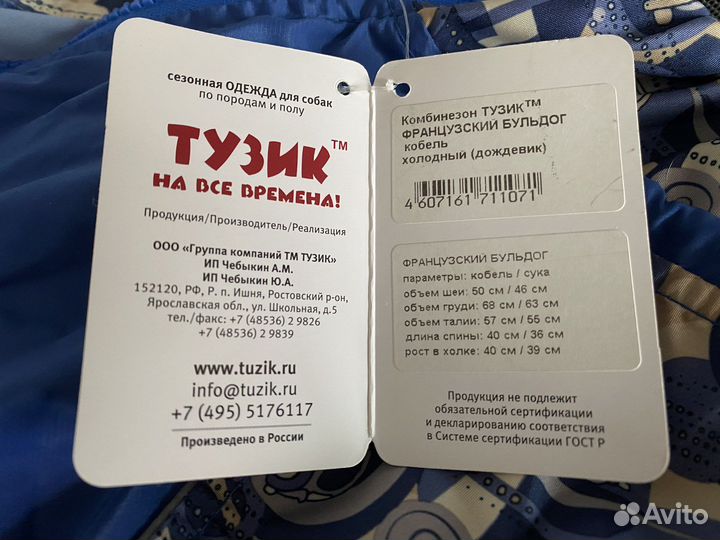 сезонная ОДЕЖДА для собак
по породам и полу
ТУЗИК™
НА ВСЕ ВРЕМЕНА!
Продукция/Производитель/Реализация
ООО «Группа компаний ТМ ТУЗИК»
ИП Чебыкин А.М.
ИП Чебыкин Ю.А.
152120, РФ, Р. п. Ишня, Ростовский р-он,
Ярославская обл., ул. Школьная, д.5
тел./факс: +7 (48536) 2 9826
+7 (48536) 2 9839
www.tuzik.ru
info@tuzik.ru
+7 (495) 5176117
Произведено в России
Комбинезон ТУЗИК™
ФРАНЦУЗСКИЙ БУЛЬДОГ
кобель
холодный (дождевик)
4 607161 711071
ФРАНЦУЗСКИЙ БУЛЬДОГ
параметры: кобель / сука
объем шеи: 50 см / 46 см
объем груди: 68 см / 63 см
объем талии: 57 см / 55 см
длина спины: 40 см / 36 см
рост в холке: 40 см / 39 см
Продукция не подлежит
обязательной сертификации
и декларированию соответствия
в Системе сертификации ГОСТ Р
Avito